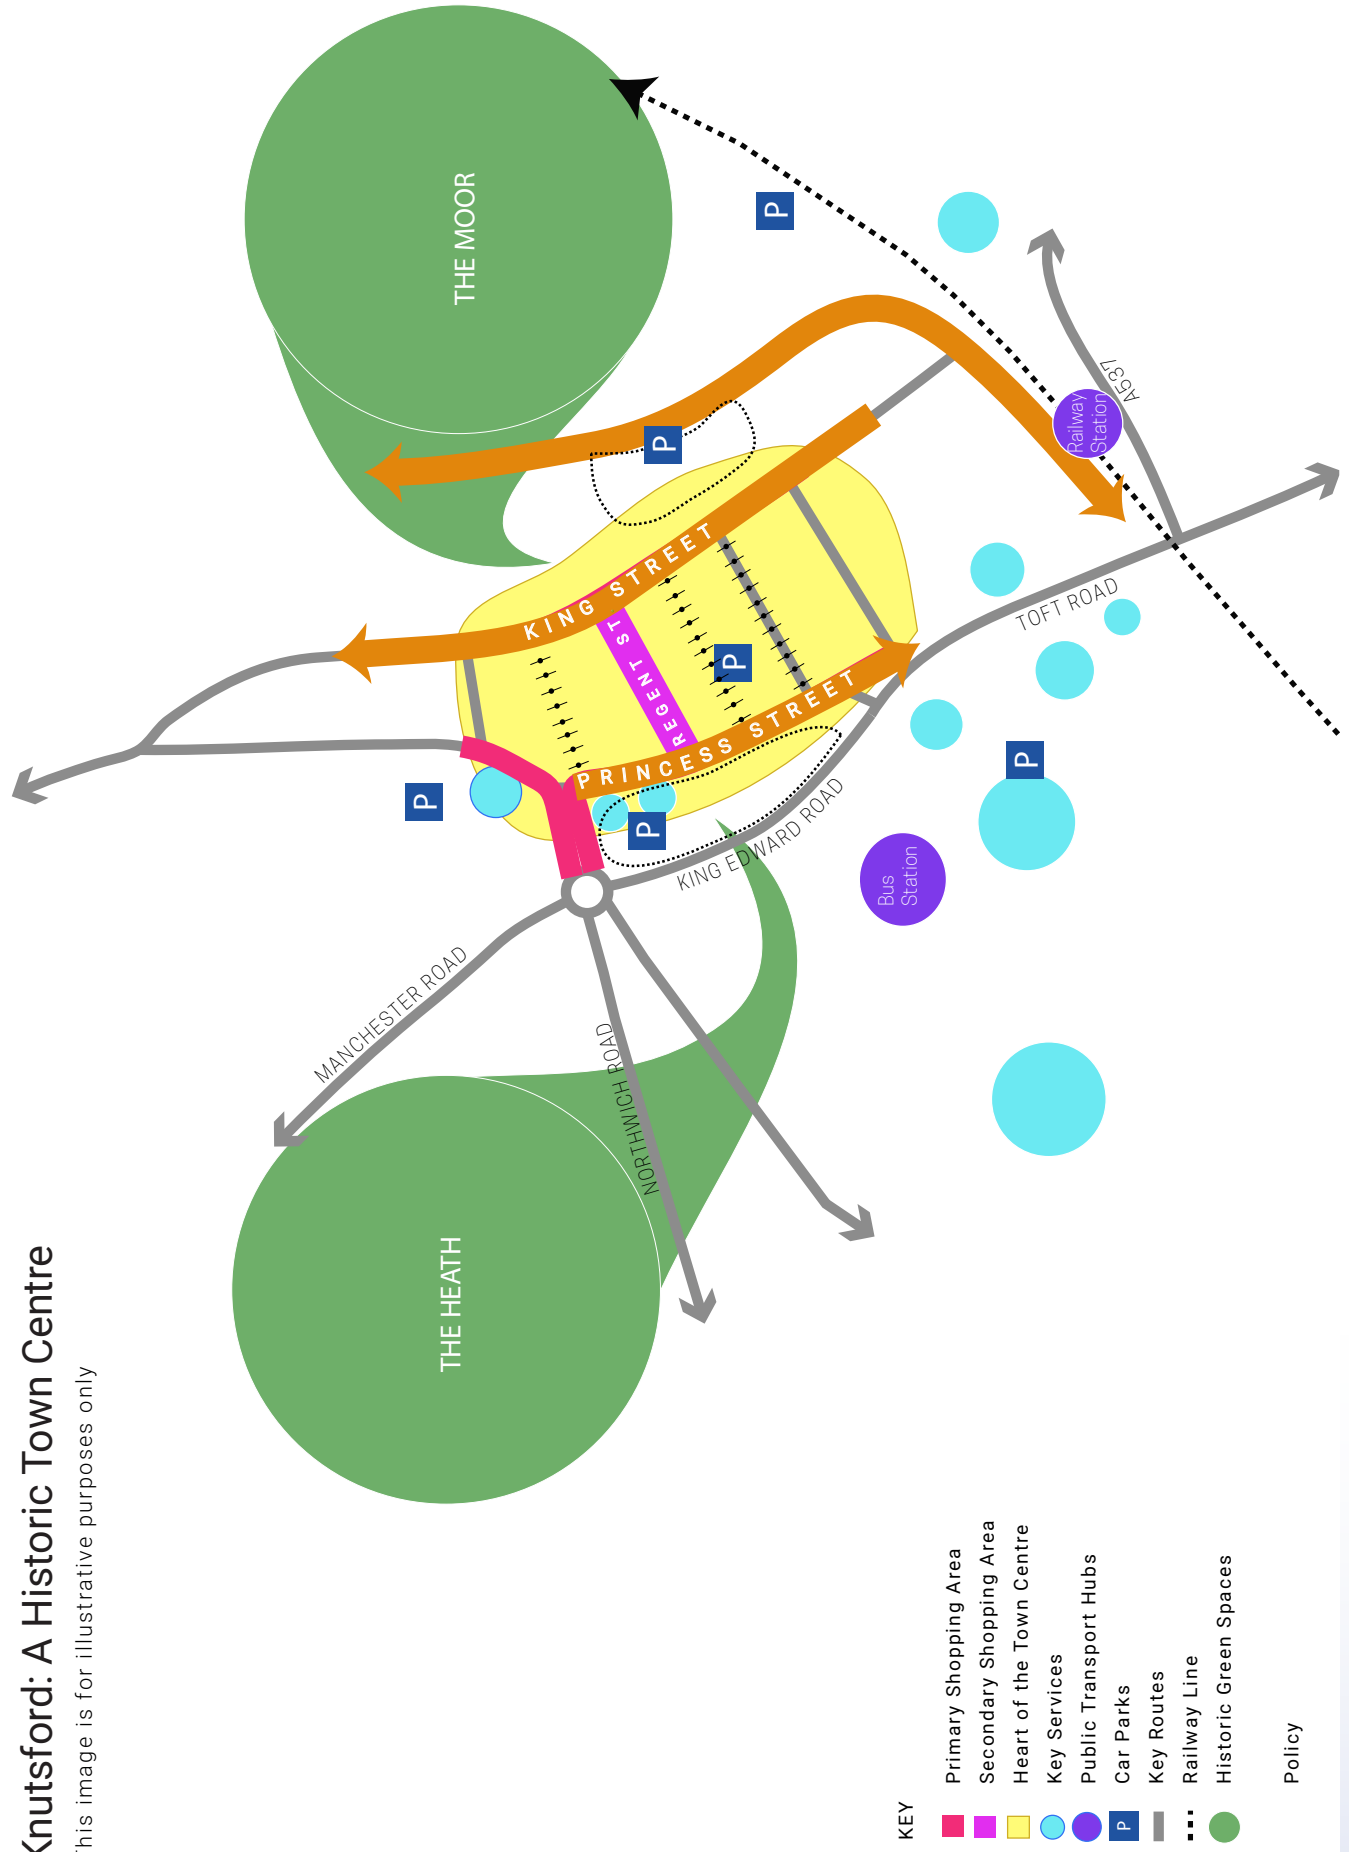 Knutsford: A Historic Town Centre
This image is for illustrative purposes only
THE HEATH
THE MOOR
MANCHESTER ROAD
NORTHWICH ROAD
KING EDWARD ROAD
TOFT ROAD
A537
KING STREET
REGENT ST
PRINCESS STREET
Bus
Station
Railway
Station
P
P
P
P
P
P
KEY
Primary Shopping Area
Secondary Shopping Area
Heart of the Town Centre
Key Services
Public Transport Hubs
P Car Parks
Key Routes
Railway Line
Historic Green Spaces
Policy